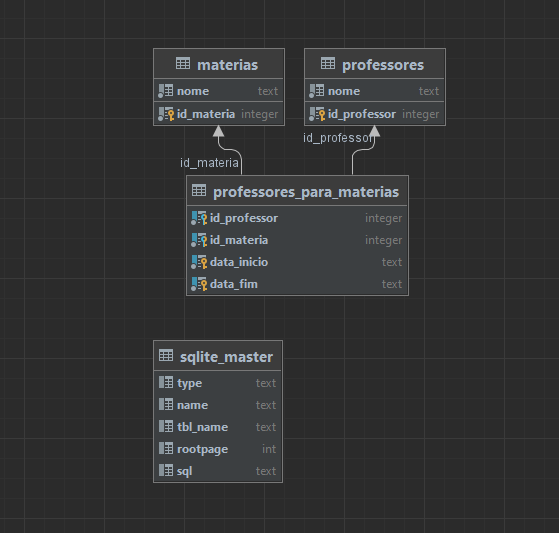 materias
nome text
id_materia integer
professores
nome text
id_professor integer
id_materia
id_professor
professores_para_materias
id_professor integer
id_materia integer
data_inicio text
data_fim text
sqlite_master
type text
name text
tbl_name text
rootpage int
sql text